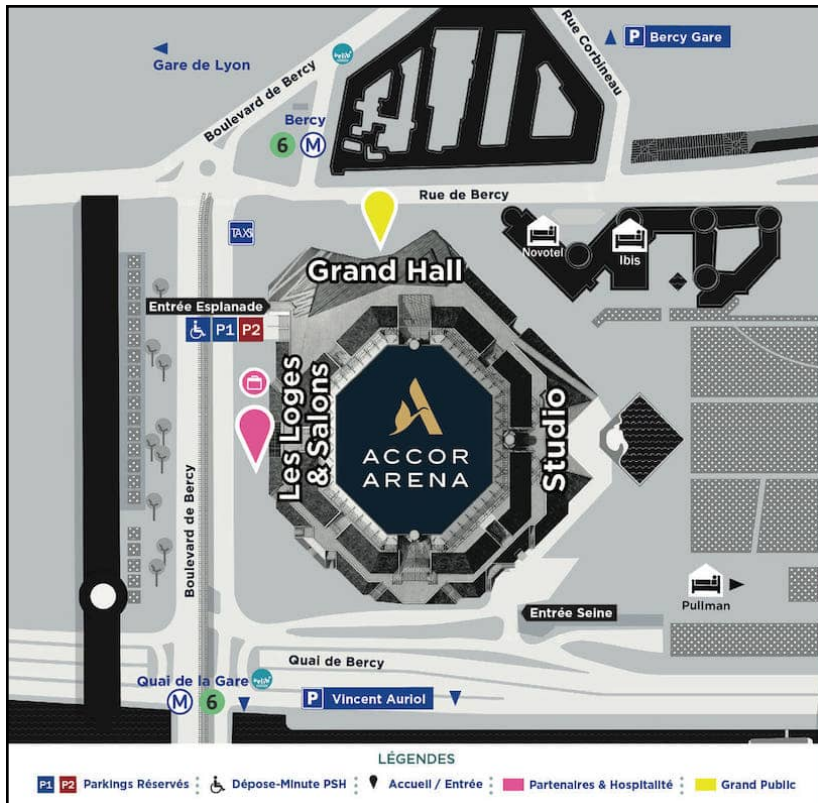 Gare de Lyon
Boulevard de Bercy
Rue Corbineau
P Bercy Gare
Bercy
6 M
Rue de Bercy
TAXIS
Novotel
Ibis
Grand Hall
Entrée Esplanade
P1 P2
Les Loges
& Salons
ACCOR
ARENA
Studio
Boulevard de Bercy
Pullman
Entrée Seine
Quai de Bercy
Quai de la Gare
M 6
P Vincent Auriol
LÉGENDES
P1 P2 Parkings Réservés
Dépose-Minute PSH
Accueil / Entrée
Partenaires & Hospitalité
Grand Public